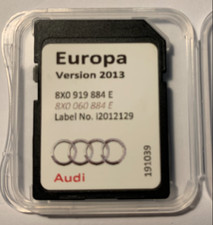 Europa
Version 2013
8X0 919 884 E
8X0 060 884 E
Label No. i2012129
Audi
191039